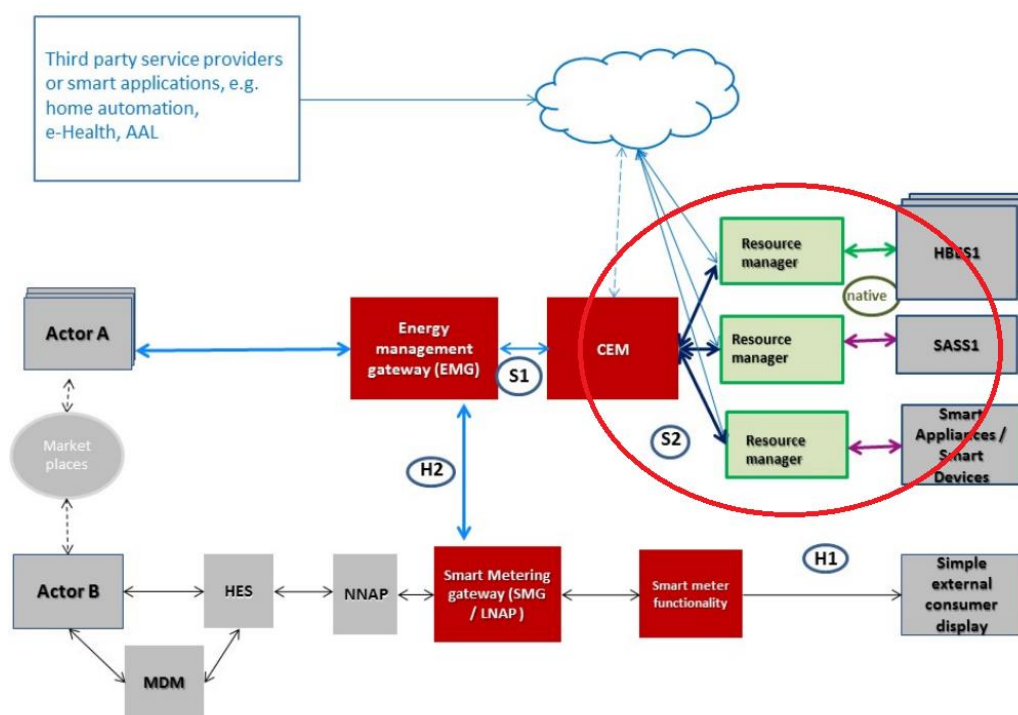 Third party service providers
or smart applications, e.g.
home automation,
e-Health, AAL
Resource
manager
HBES1
native
Actor A
Energy
management
gateway (EMG)
S1
CEM
Resource
manager
SASS1
Market
places
H2
S2
Resource
manager
Smart
Appliances /
Smart
Devices
Actor B
HES
NNAP
Smart Metering
gateway (SMG
/ LNAP )
Smart meter
functionality
H1
Simple
external
consumer
display
MDM